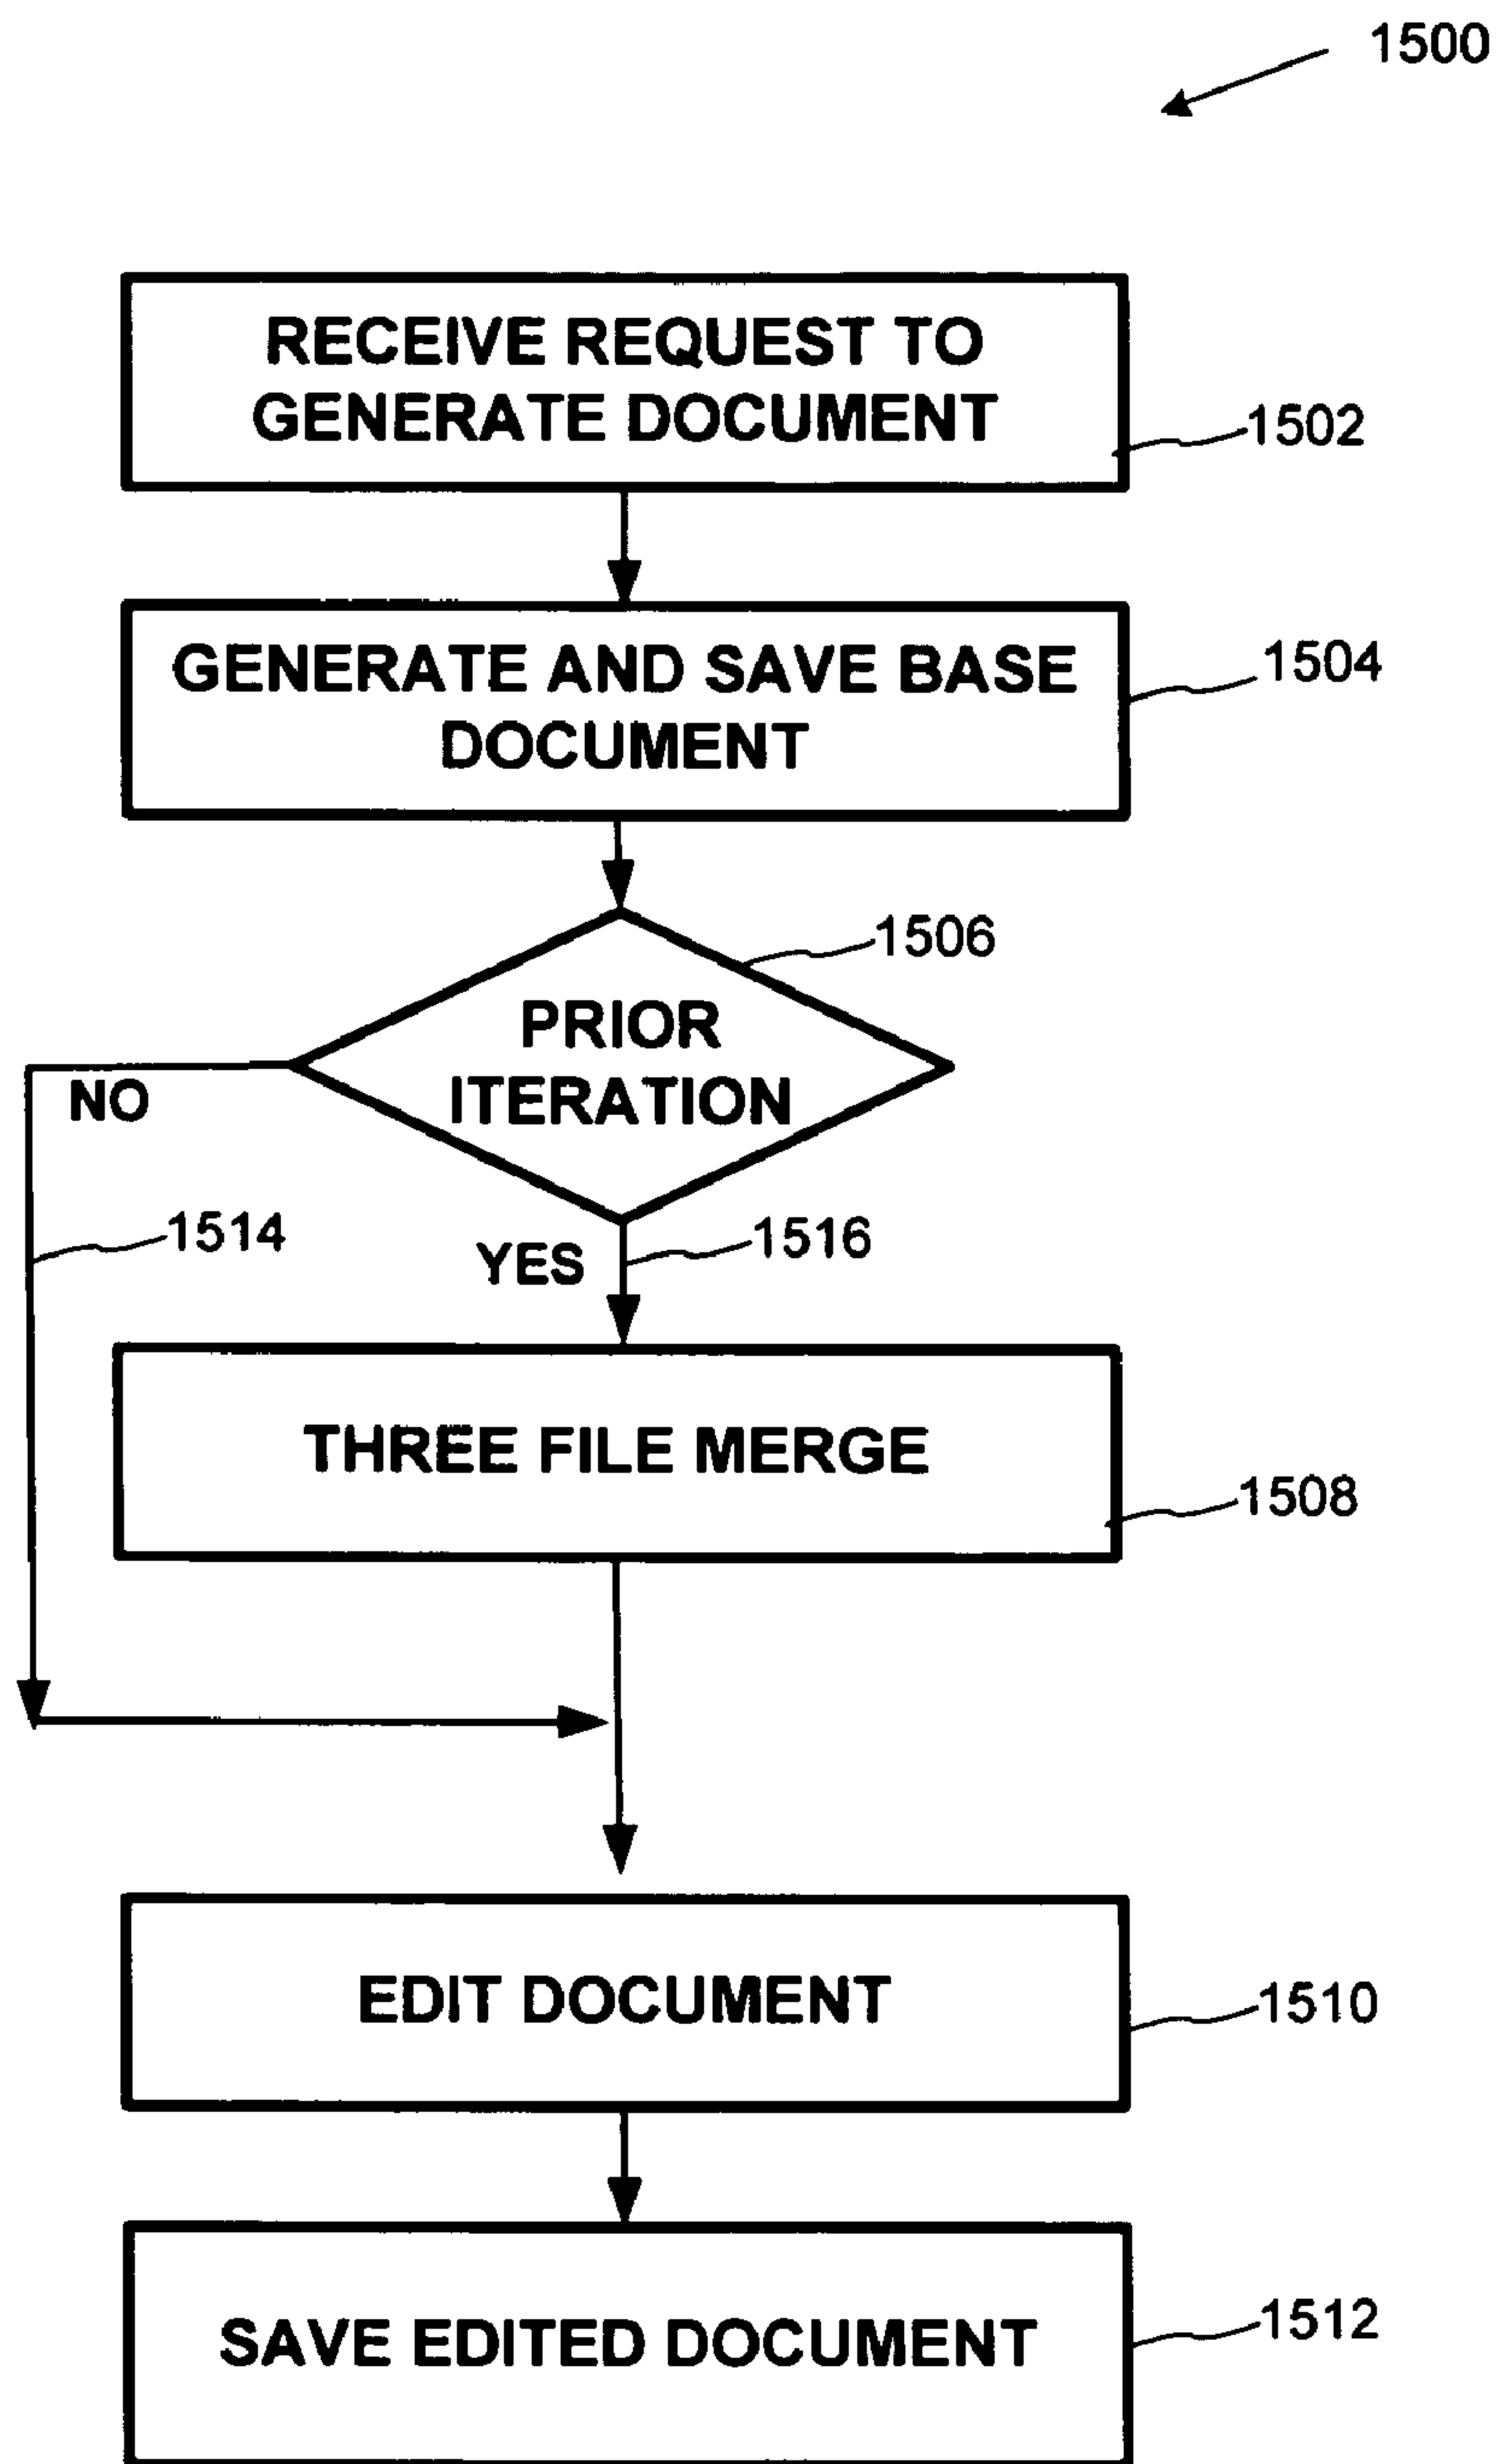 1500
RECEIVE REQUEST TO
GENERATE DOCUMENT
1502
GENERATE AND SAVE BASE
DOCUMENT
1504
1506
PRIOR
ITERATION
NO
1514
YES
1516
THREE FILE MERGE
1508
EDIT DOCUMENT
1510
SAVE EDITED DOCUMENT
1512